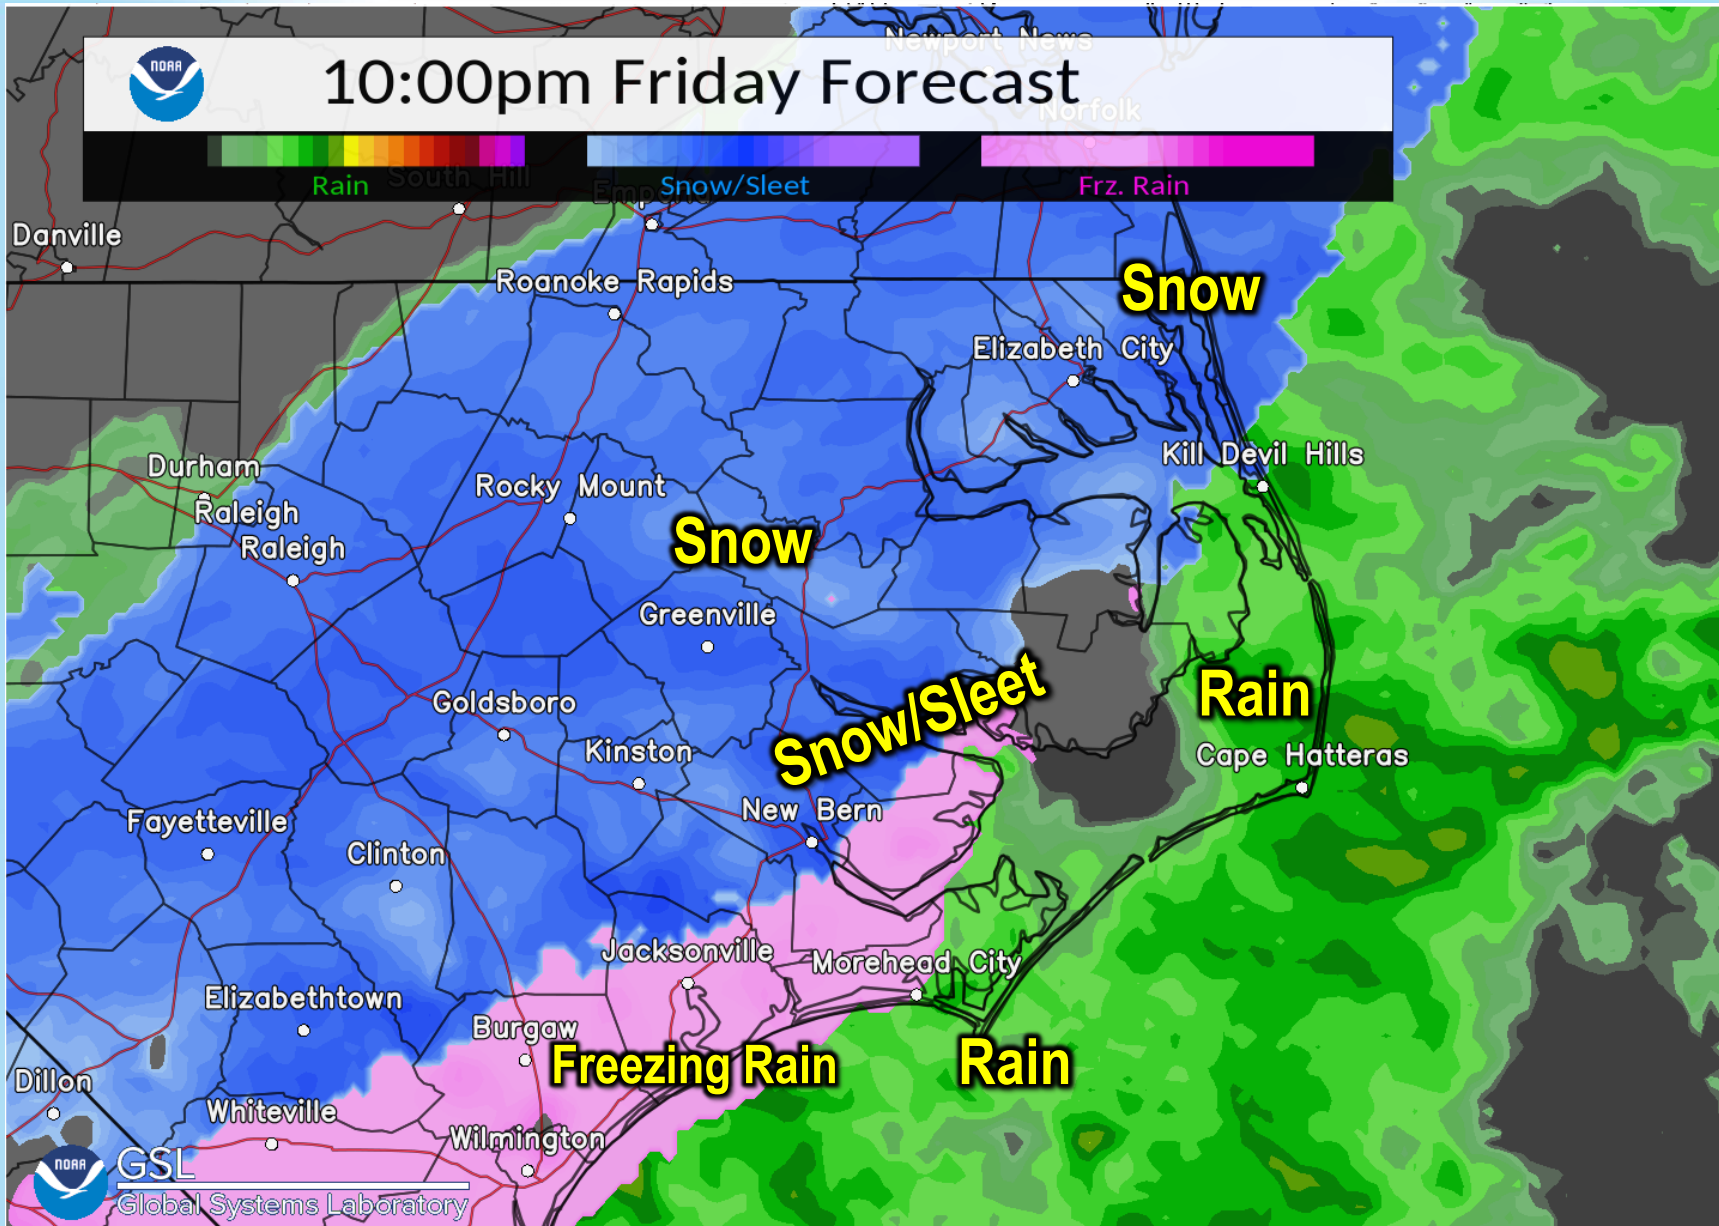 Newport News
NOAA
10:00pm Friday Forecast
Norfolk
Rain
South Hill
Emporia
Snow/Sleet
Frz. Rain
Danville
Roanoke Rapids
Snow
Elizabeth City
Kill Devil Hills
Durham
Raleigh
Raleigh
Rocky Mount
Snow
Greenville
Snow/Sleet
Rain
Goldsboro
Kinston
Cape Hatteras
New Bern
Fayetteville
Clinton
Jacksonville
Morehead City
Elizabethtown
Burgaw
Freezing Rain
Rain
Dillon
Whiteville
Wilmington
NOAA
GSL
Global Systems Laboratory